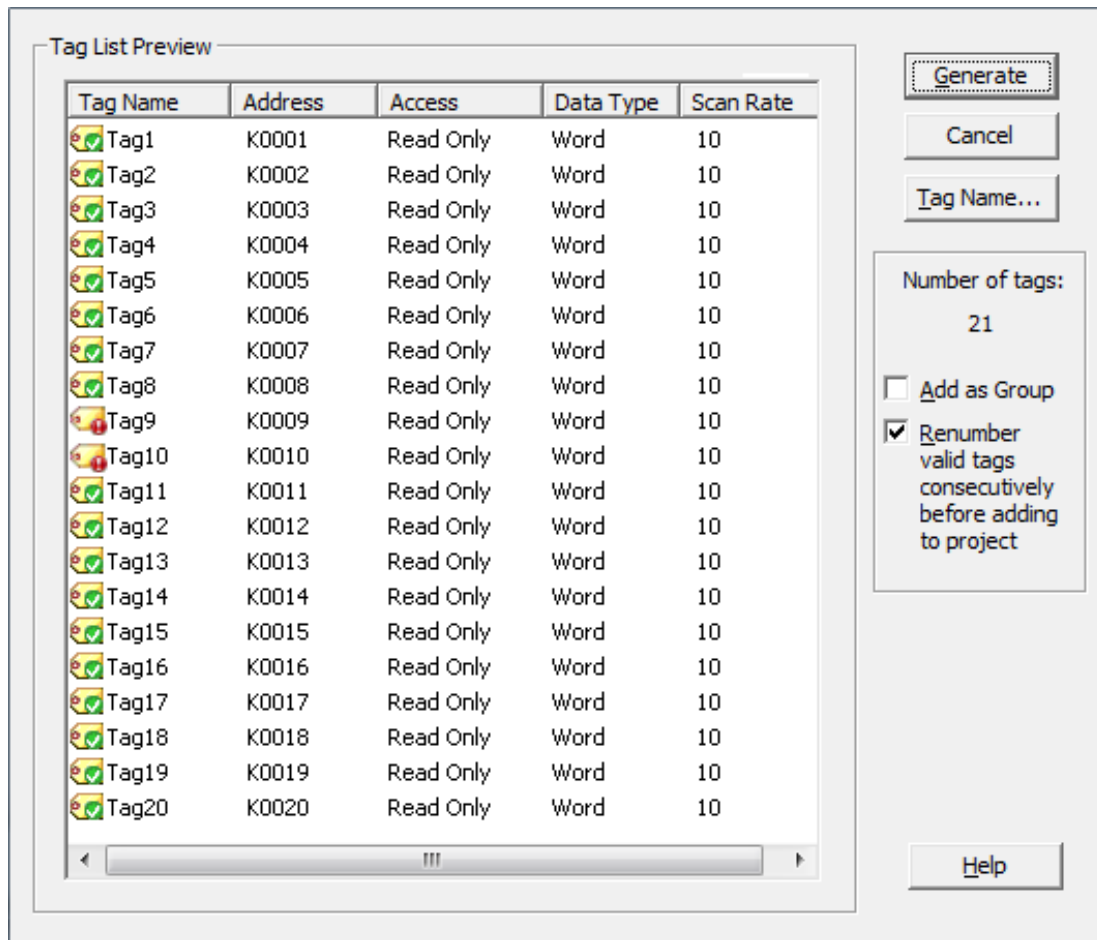 Tag List Preview
Tag Name Address Access Data Type Scan Rate
Tag1 K0001 Read Only Word 10
Tag2 K0002 Read Only Word 10
Tag3 K0003 Read Only Word 10
Tag4 K0004 Read Only Word 10
Tag5 K0005 Read Only Word 10
Tag6 K0006 Read Only Word 10
Tag7 K0007 Read Only Word 10
Tag8 K0008 Read Only Word 10
Tag9 K0009 Read Only Word 10
Tag10 K0010 Read Only Word 10
Tag11 K0011 Read Only Word 10
Tag12 K0012 Read Only Word 10
Tag13 K0013 Read Only Word 10
Tag14 K0014 Read Only Word 10
Tag15 K0015 Read Only Word 10
Tag16 K0016 Read Only Word 10
Tag17 K0017 Read Only Word 10
Tag18 K0018 Read Only Word 10
Tag19 K0019 Read Only Word 10
Tag20 K0020 Read Only Word 10
Generate
Cancel
Tag Name...
Number of tags:
21
Add as Group
Renumber
valid tags
consecutively
before adding
to project
Help